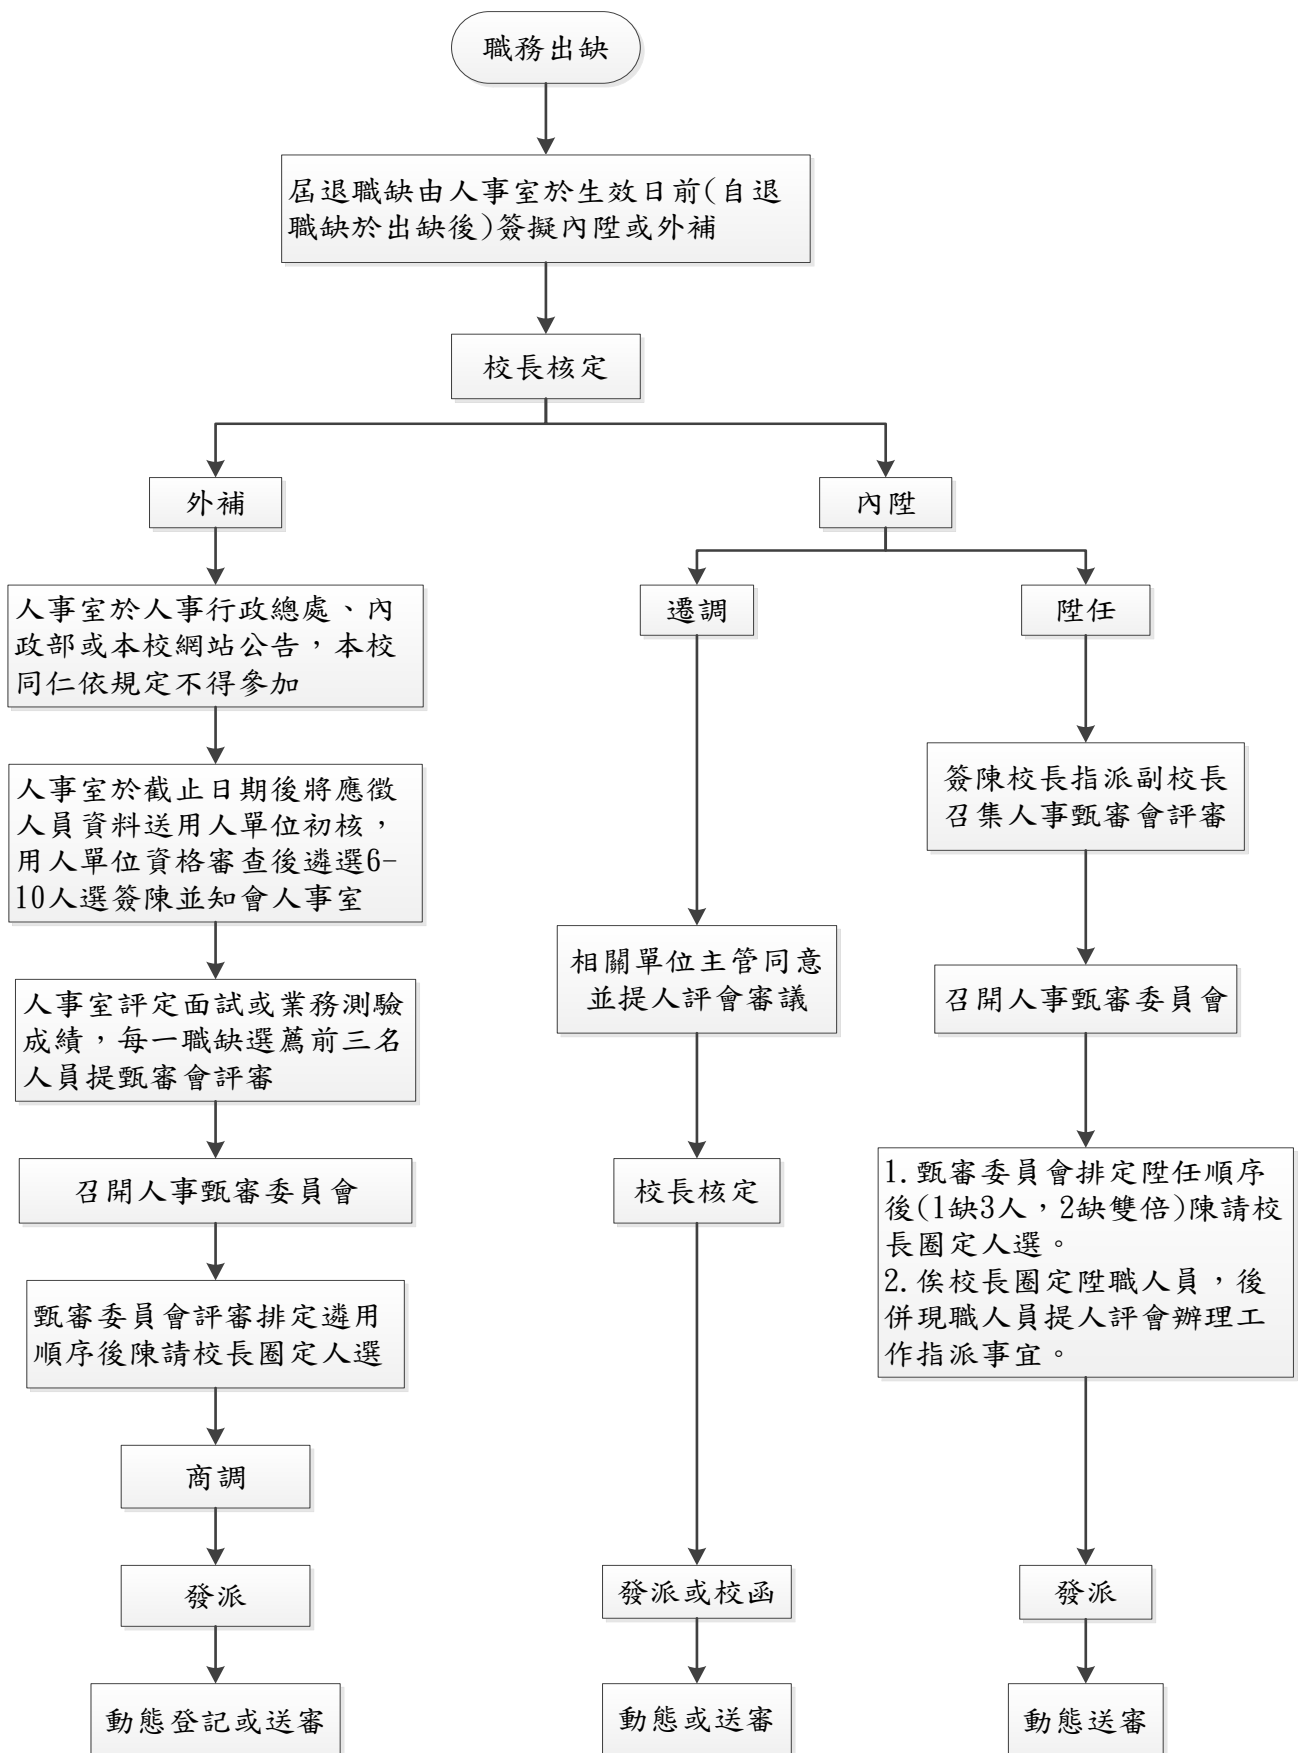 職務出缺
屆退職缺由人事室於生效日前(自退
職缺於出缺後)簽擬內陞或外補
校長核定
外補
人事室於人事行政總處、內
政部或本校網站公告，本校
同仁依規定不得參加
人事室於截止日期後將應徵
人員資料送用人單位初核，
用人單位資格審查後遴選6-
10人選簽陳並知會人事室
人事室評定面試或業務測驗
成績，每一職缺選薦前三名
人員提甄審會評審
召開人事甄審委員會
甄審委員會評審排定遴用
順序後陳請校長圈定人選
商調
發派
動態登記或送審
內陞
遷調
相關單位主管同意
並提人評會審議
校長核定
發派或校函
動態或送審
陞任
簽陳校長指派副校長
召集人事甄審會評審
召開人事甄審委員會
1.甄審委員會排定陞任順序
後(1缺3人，2缺雙倍)陳請校
長圈定人選。
2.俟校長圈定陞職人員，後
併現職人員提人評會辦理工
作指派事宜。
發派
動態送審